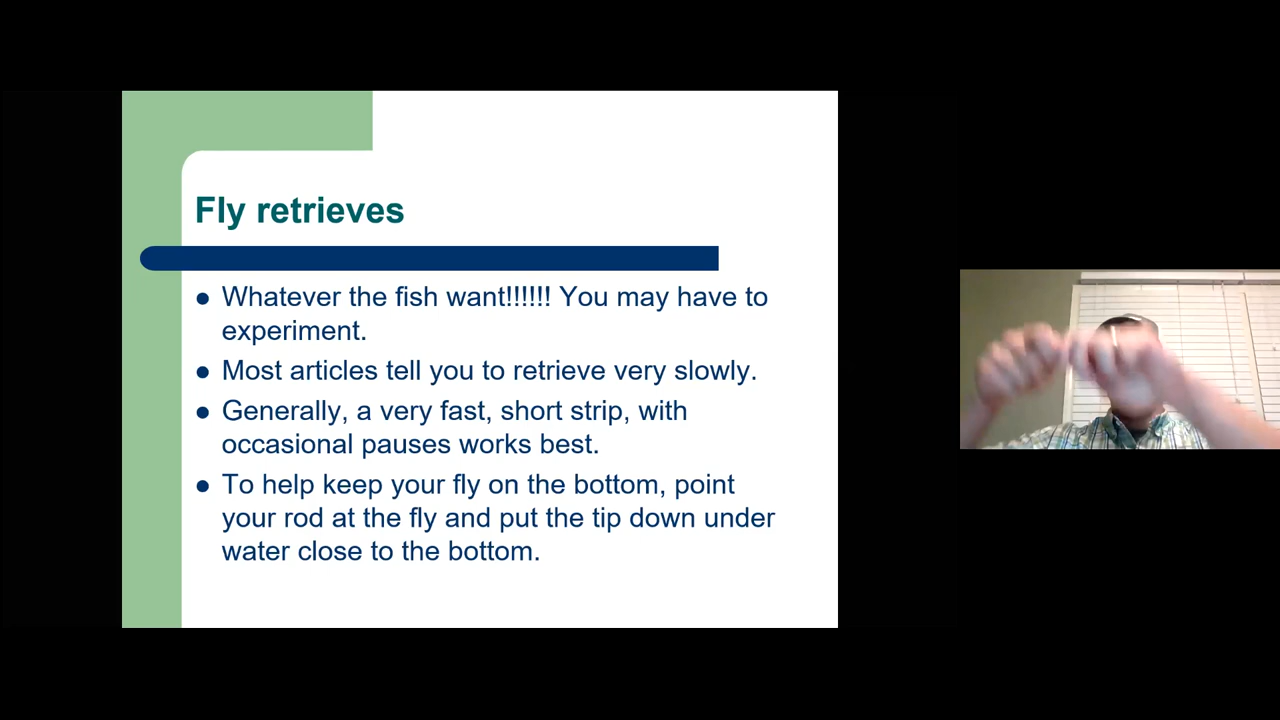 Fly retrieves
● Whatever the fish want!!!!!! You may have to
experiment.
● Most articles tell you to retrieve very slowly.
● Generally, a very fast, short strip, with
occasional pauses works best.
● To help keep your fly on the bottom, point
your rod at the fly and put the tip down under
water close to the bottom.